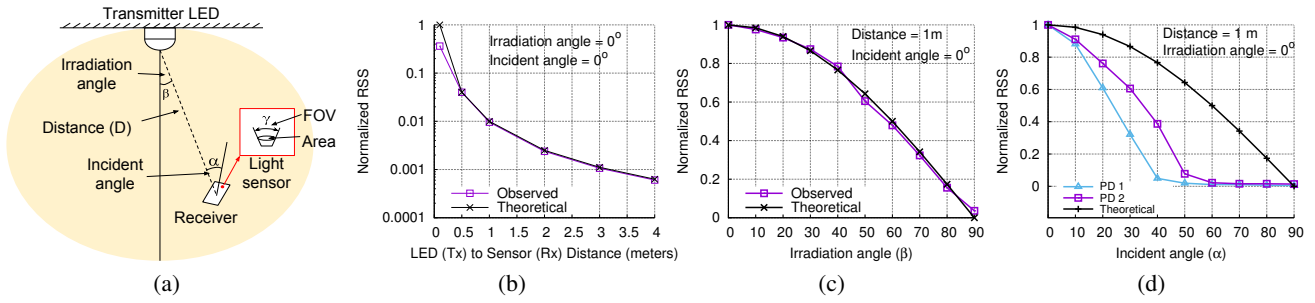 Transmitter LED
Irradiation
angle
β
Distance (D)
γ
FOV
Area
Incident
angle
α
Light
sensor
Receiver
(a)
Normalized RSS
1
0.1
0.01
0.001
0.0001
Irradiation angle = 0°
Incident angle = 0°
Observed
Theoretical
0 0.5 1 1.5 2 2.5 3 3.5 4
LED (Tx) to Sensor (Rx) Distance (meters)
(b)
Normalized RSS
1
0.8
0.6
0.4
0.2
0
Distance = 1m
Incident angle = 0°
Observed
Theoretical
0 10 20 30 40 50 60 70 80 90
Irradiation angle (β)
(c)
Normalized RSS
1
0.8
0.6
0.4
0.2
0
Distance = 1 m
Irradiation angle = 0°
PD 1
PD 2
Theoretical
0 10 20 30 40 50 60 70 80 90
Incident angle (α)
(d)